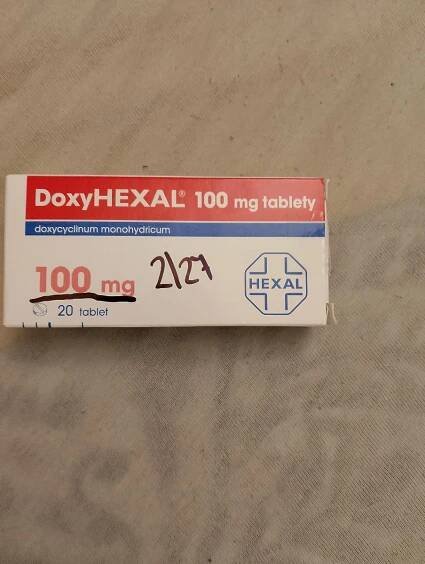 DoxyHEXAL® 100 mg tablety
doxycyclinum monohydricum
100 mg
2/27
HEXAL
20 tablet